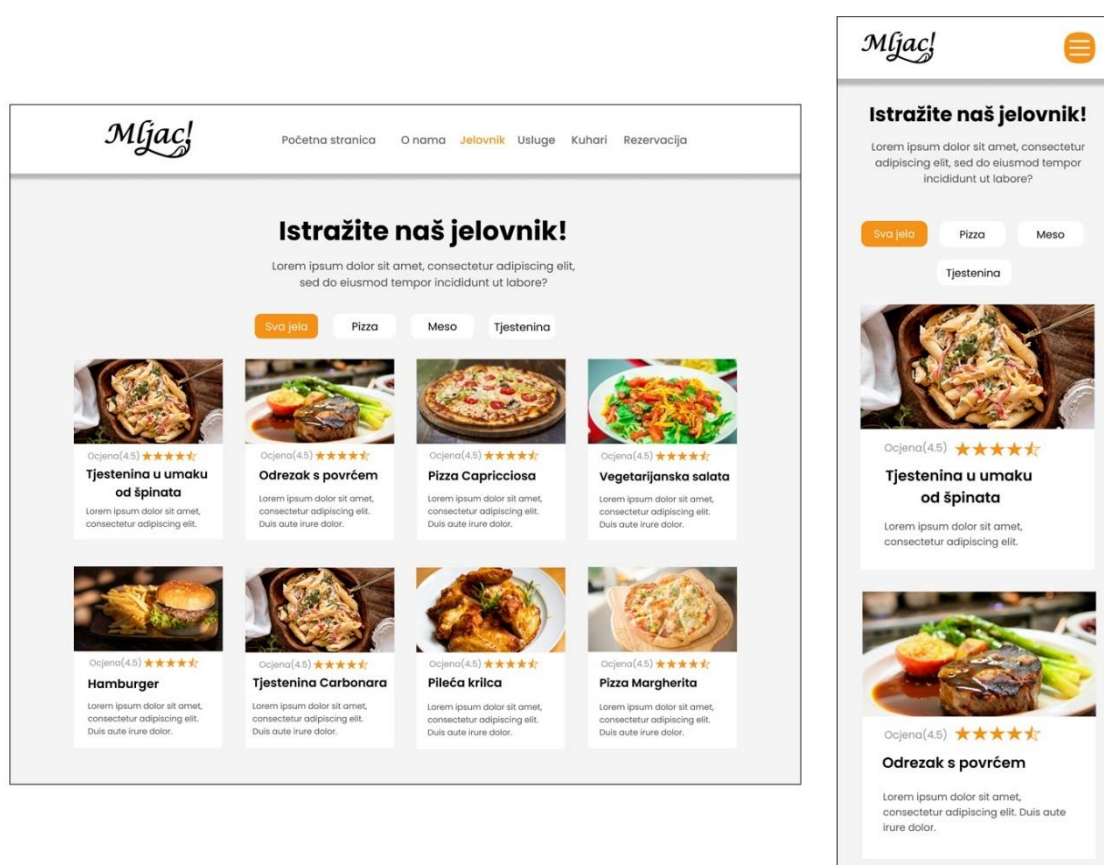 Mljac!
Početna stranica O nama Jelovnik Usluge Kuhari Rezervacija
Istražite naš jelovnik!
Lorem ipsum dolor sit amet, consectetur adipiscing elit,
sed do eiusmod tempor incididunt ut labore?
Sva jela Pizza Meso Tjestenina
Ocjena(4.5)
Tjestenina u umaku
od špinata
Lorem ipsum dolor sit amet,
consectetur adipiscing elit.
Ocjena(4.5)
Odrezak s povrćem
Lorem ipsum dolor sit amet,
consectetur adipiscing elit.
Duis aute irure dolor.
Ocjena(4.5)
Pizza Capricciosa
Lorem ipsum dolor sit amet,
consectetur adipiscing elit.
Duis aute irure dolor.
Ocjena(4.5)
Vegetarijanska salata
Lorem ipsum dolor sit amet,
consectetur adipiscing elit.
Duis aute irure dolor.
Ocjena(4.5)
Hamburger
Lorem ipsum dolor sit amet,
consectetur adipiscing elit.
Duis aute irure dolor.
Ocjena(4.5)
Tjestenina Carbonara
Lorem ipsum dolor sit amet,
consectetur adipiscing elit.
Duis aute irure dolor.
Ocjena(4.5)
Pileća krilca
Lorem ipsum dolor sit amet,
consectetur adipiscing elit.
Duis aute irure dolor.
Ocjena(4.5)
Pizza Margherita
Lorem ipsum dolor sit amet,
consectetur adipiscing elit.
Duis aute irure dolor.
Mljac!
Istražite naš jelovnik!
Lorem ipsum dolor sit amet, consectetur
adipiscing elit, sed do eiusmod tempor
incididunt ut labore?
Sva jela Pizza Meso
Tjestenina
Ocjena(4.5)
Tjestenina u umaku
od špinata
Lorem ipsum dolor sit amet,
consectetur adipiscing elit.
Ocjena(4.5)
Odrezak s povrćem
Lorem ipsum dolor sit amet,
consectetur adipiscing elit. Duis aute
irure dolor.